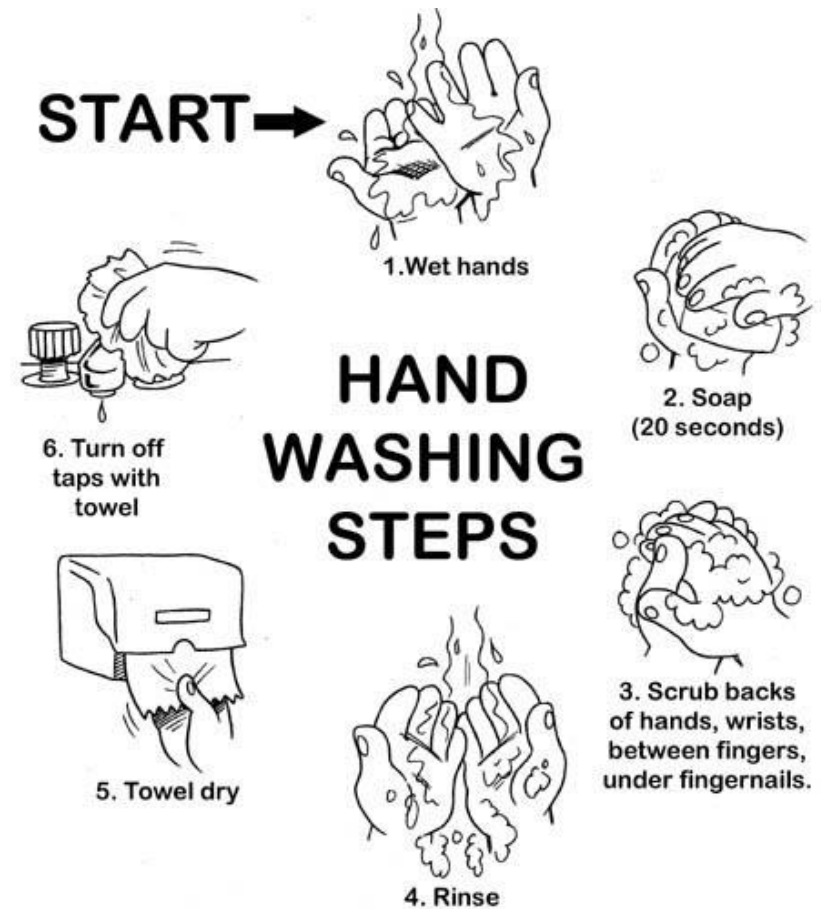 START
1.Wet hands
2. Soap
(20 seconds)
HAND
WASHING
STEPS
3. Scrub backs
of hands, wrists,
between fingers,
under fingernails.
4. Rinse
5. Towel dry
6. Turn off
taps with
towel